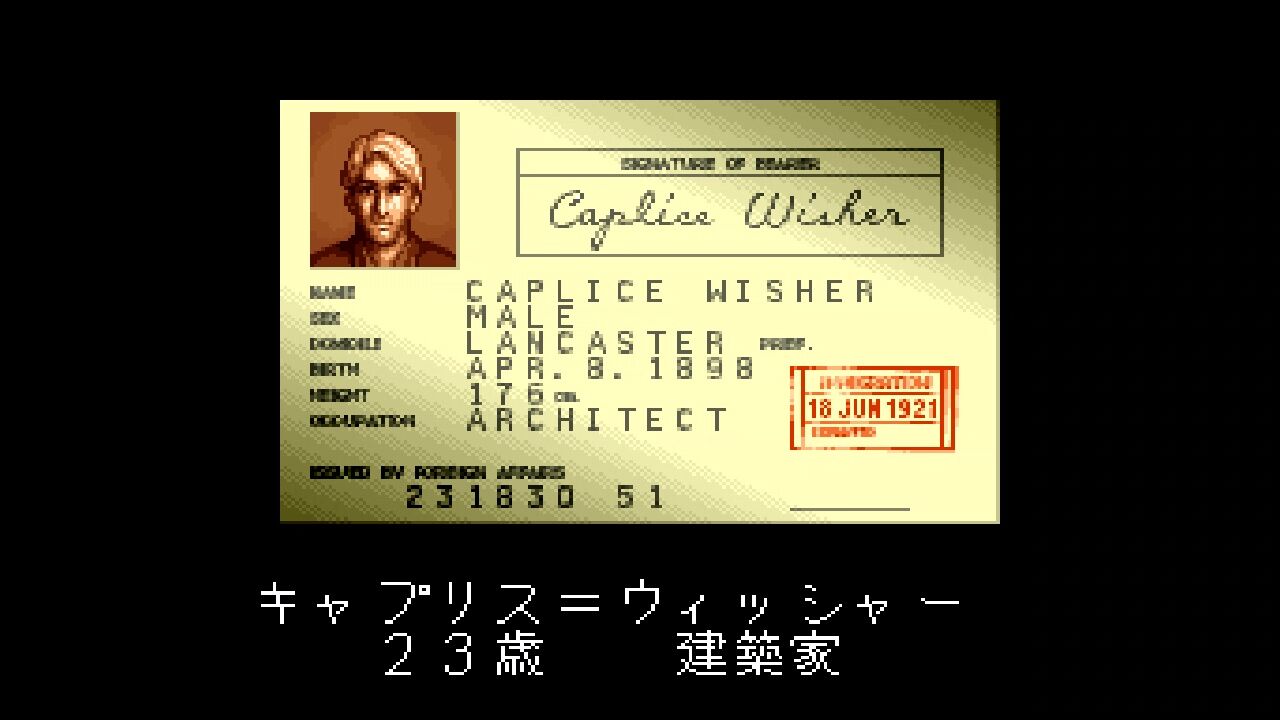 SIGNATURE OF BEARER
Caplice Wisher
NAME CAPLICE WISHER
SEX MALE
DOMICILE LANCASTER PREF.
BIRTH APR. 8. 1898
HEIGHT 176 cm.
OCCUPATION ARCHITECT
IMMIGRATION
18 JUN 1921
ISSUED BY FOREIGN AFFAIRS
231830 51
キャプリス＝ウィッシャー
２３歳 建築家